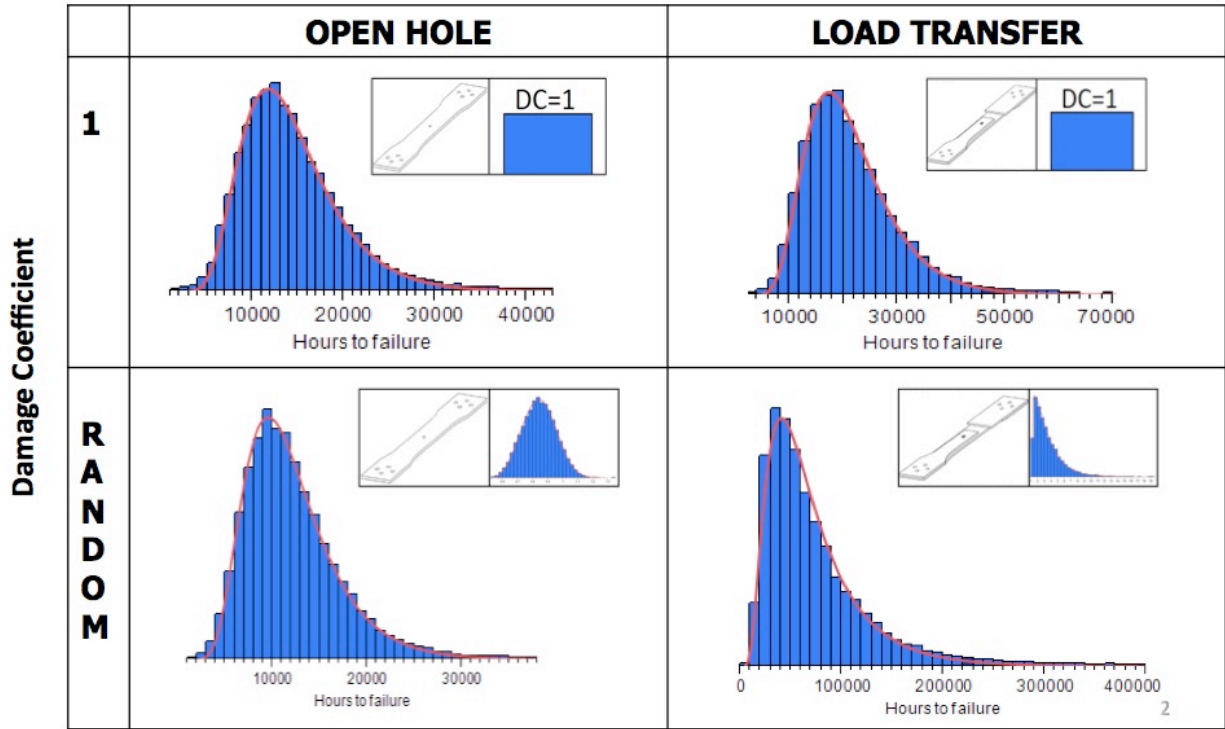 OPEN HOLE
LOAD TRANSFER
Damage Coefficient
1
DC=1
10000 20000 30000 40000
Hours to failure
DC=1
10000 30000 50000 70000
Hours to failure
R
A
N
D
O
M
10000 20000 30000
Hours to failure
0 100000 200000 300000 400000
Hours to failure
2